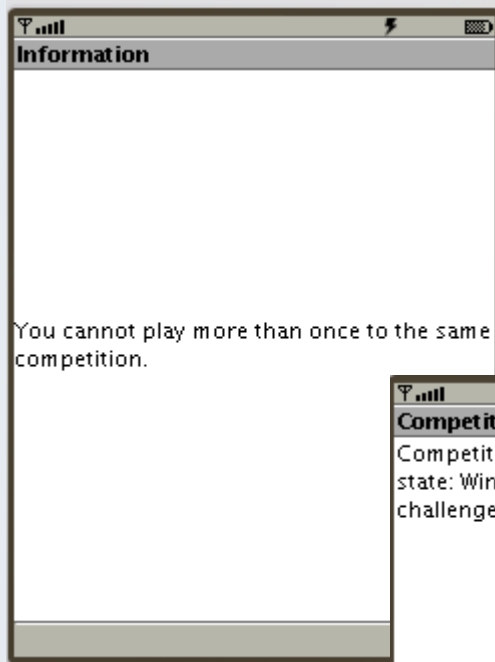 Information
You cannot play more than once to the same
competition.
Competit
Competit
state: Win
challenge